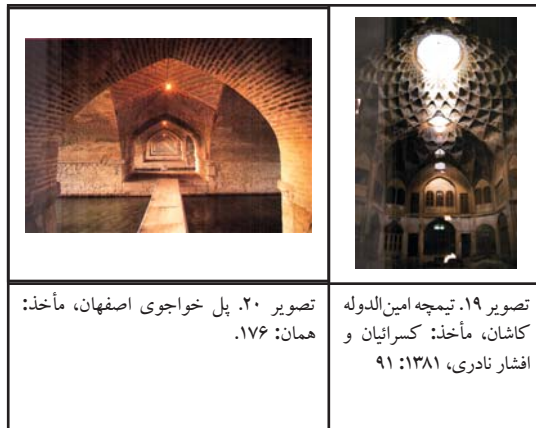 تصویر ۱۹. تیمچه امین‌الدوله
کاشان، مأخذ: کسرائیان و
افشار نادری، ۱۳۸۱: ۹۱
تصویر ۲۰. پل خواجوی اصفهان، مأخذ:
همان: ۱۷۶.